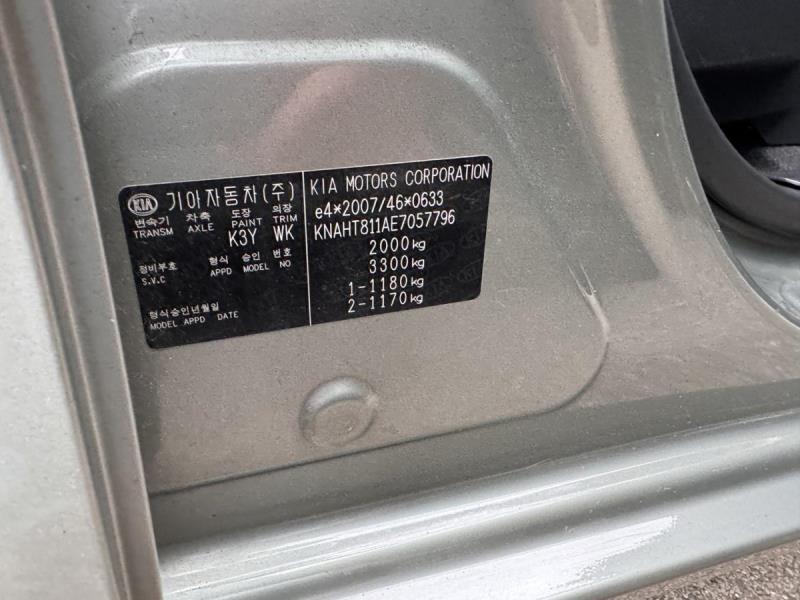 KIA 기아자동차(주)
변속기 차축 도장 의장
TRANSM AXLE PAINT TRIM
K3Y WK
정비부호 형식 승인 번호
S.V.C APPD MODEL NO
형식승인년월일
MODEL APPD DATE
KIA MOTORS CORPORATION
e4*2007/46*0633
KNAHT811AE7057796
2000kg
3300kg
1-1180kg
2-1170kg